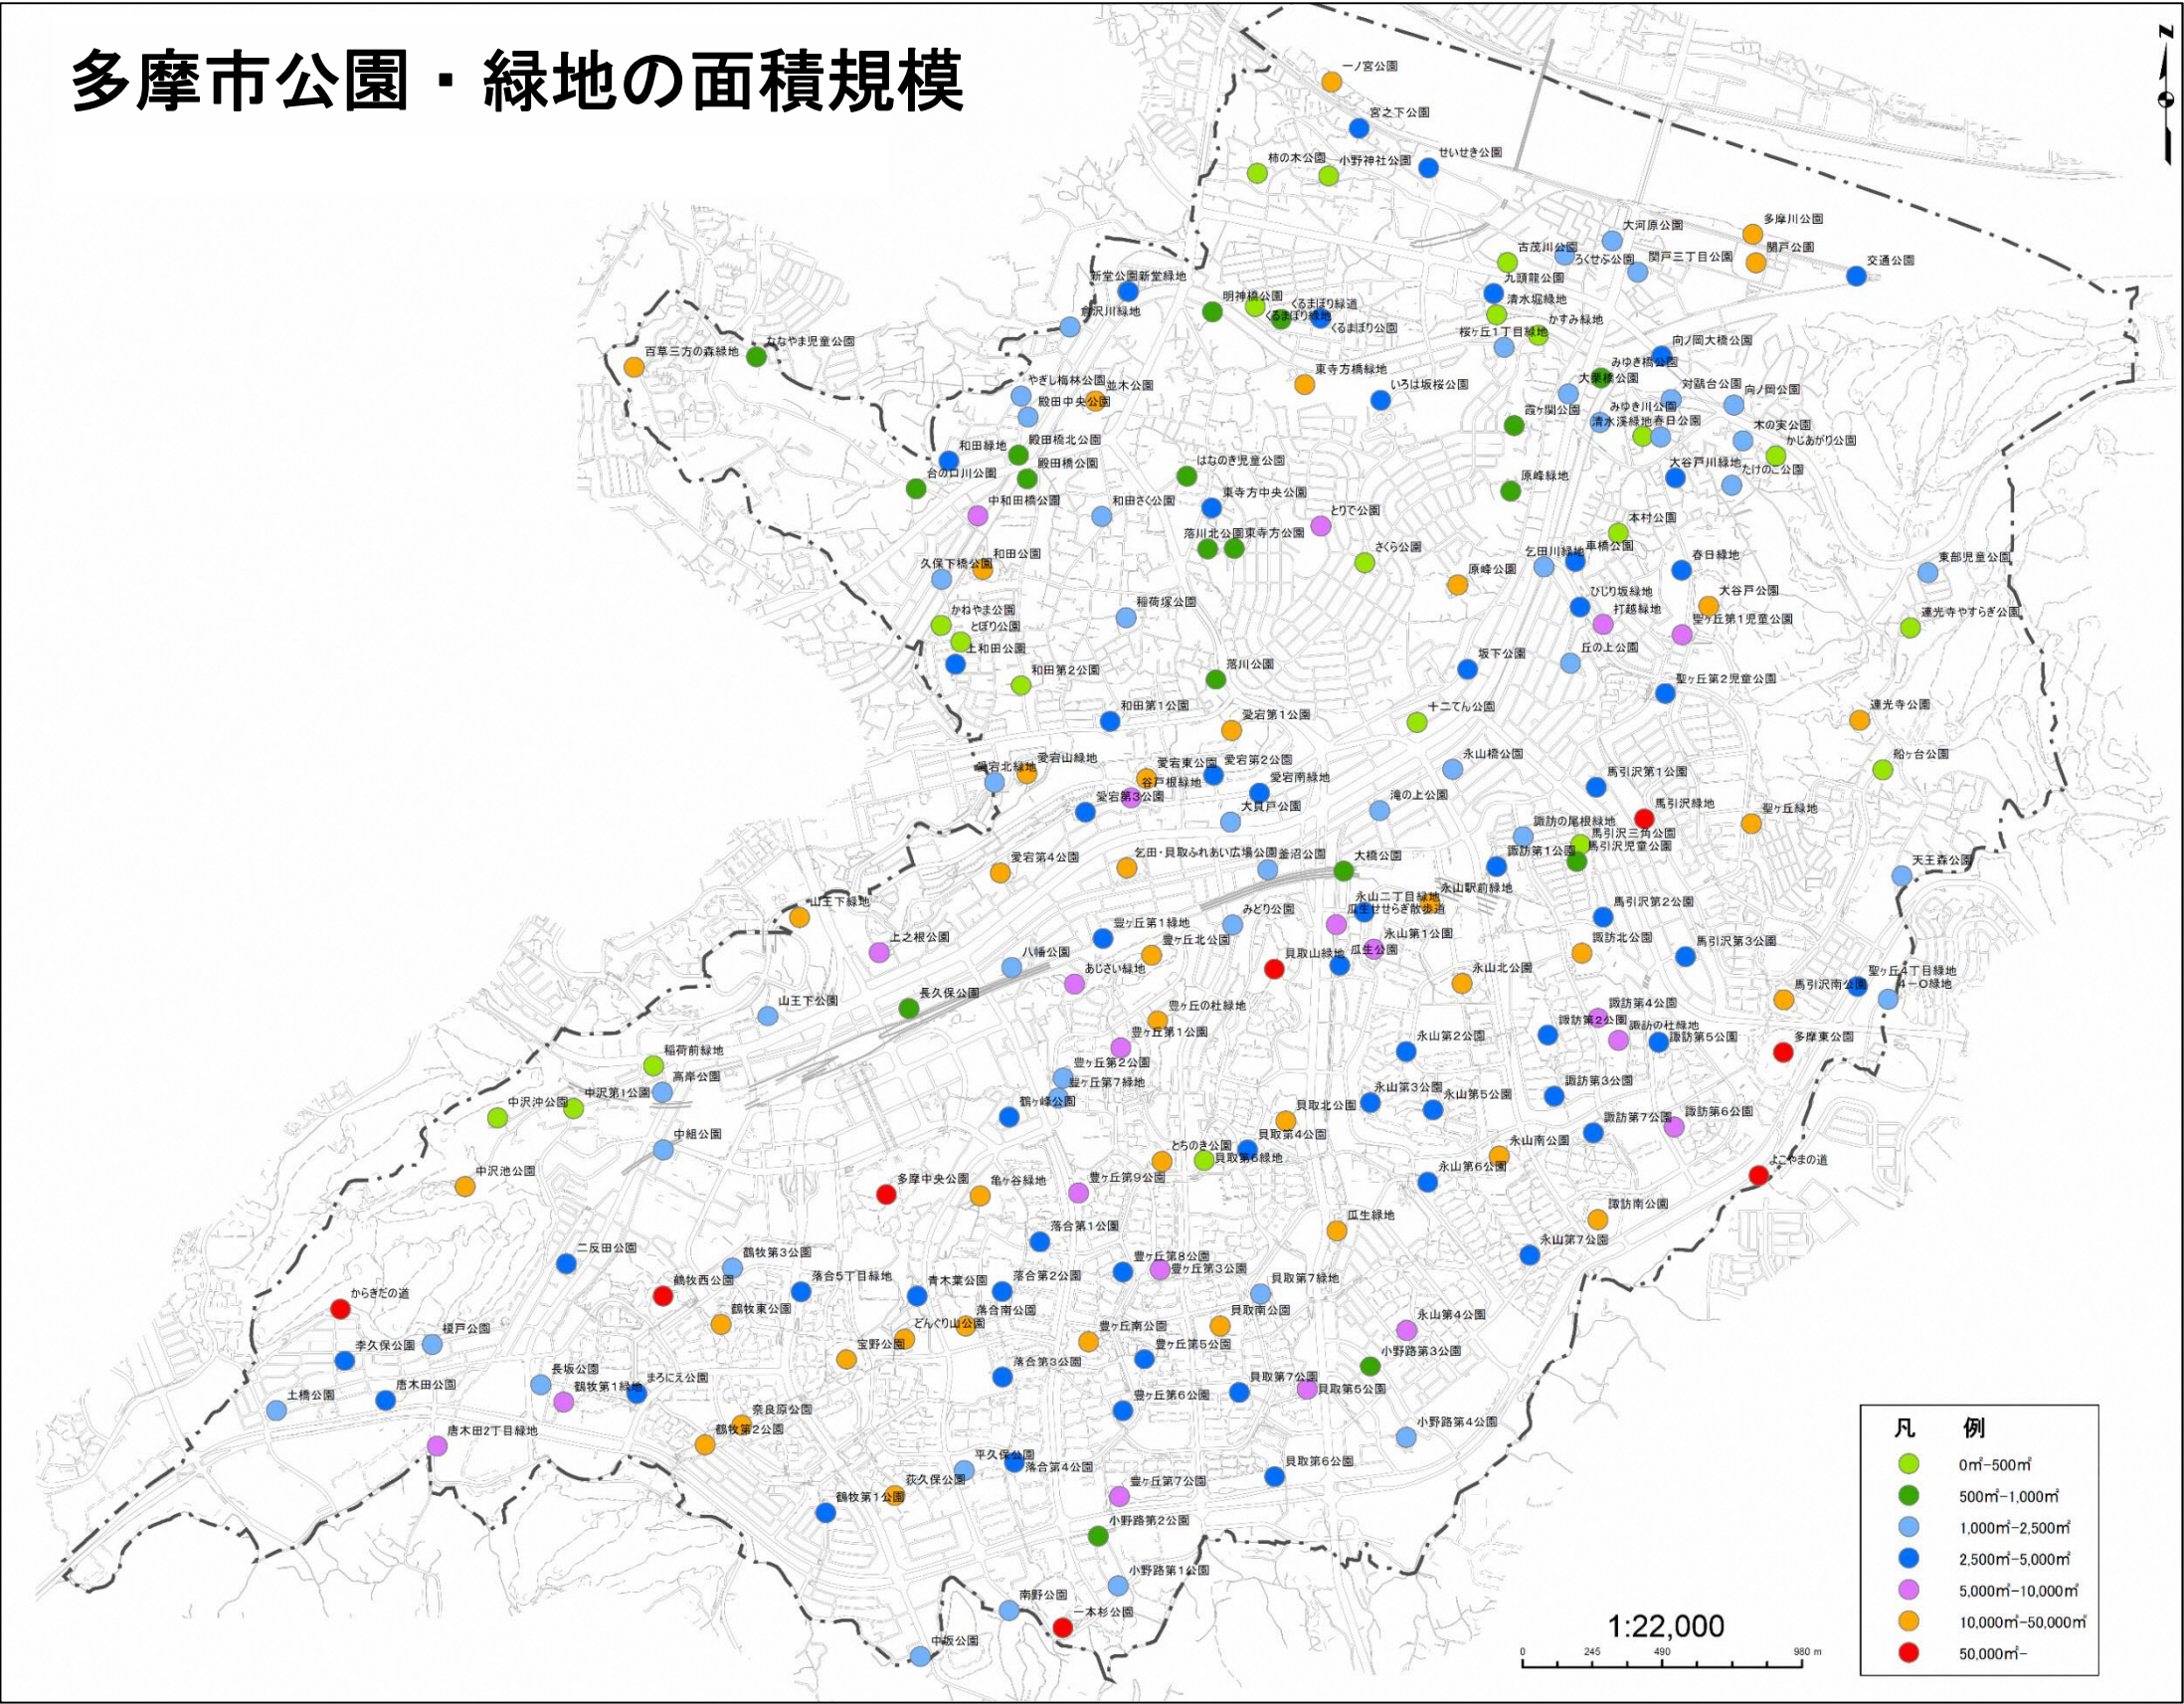 多摩市公園・緑地の面積規模
N
一ノ宮公園
宮之下公園
せいせき公園
柿の木公園
小野神社公園
多摩川公園
大河原公園
関戸公園
古茂川公園
ろくせぶ公園
関戸三丁目公園
交通公園
新堂公園新堂緑地
九頭龍公園
清水堀緑地
明神橋公園
くるまぼり緑道
くるまぼり緑地
くるまぼり公園
倉沢川緑地
かすみ緑地
桜ヶ丘1丁目緑地
向ノ岡大橋公園
ななやま児童公園
百草三方の森緑地
みゆき橋公園
東寺方橋緑地
大栗橋公園
いろは坂桜公園
やぎし梅林公園
並木公園
対鷗台公園
向ノ岡公園
殿田中央公園
霞ヶ関公園
みゆき川公園
清水渓緑地
春日公園
木の実公園
かじあがり公園
和田緑地
殿田橋北公園
殿田橋公園
はなのき児童公園
大谷戸川緑地
たけのこ公園
台の口川公園
原峰緑地
東寺方中央公園
中和田橋公園
和田さく公園
とりで公園
本村公園
落川北公園
東寺方公園
さくら公園
乞田川緑地
車橋公園
春日緑地
東部児童公園
和田公園
久保下橋公園
原峰公園
ひじり坂緑地
大谷戸公園
稲荷塚公園
打越緑地
聖ヶ丘第1児童公園
連光寺やすらぎ公園
かねやま公園
とぼり公園
上和田公園
丘の上公園
坂下公園
和田第2公園
落川公園
聖ヶ丘第2児童公園
和田第1公園
愛宕第1公園
十二てん公園
連光寺公園
愛宕山緑地
愛宕北緑地
愛宕東公園
愛宕第2公園
永山橋公園
船ヶ台公園
谷戸根緑地
愛宕南緑地
馬引沢第1公園
愛宕第3公園
大貝戸公園
滝の上公園
馬引沢緑地
聖ヶ丘緑地
諏訪の尾根緑地
馬引沢三角公園
馬引沢児童公園
諏訪第1公園
愛宕第4公園
乞田・貝取ふれあい広場公園
釜沼公園
大橋公園
天王森公園
永山駅前緑地
永山二丁目緑地
瓜生せせらぎ散歩道
山王下緑地
みどり公園
馬引沢第2公園
豊ヶ丘第1緑地
永山第1公園
上之根公園
豊ヶ丘北公園
諏訪北公園
馬引沢第3公園
八幡公園
貝取山緑地
瓜生公園
あじさい緑地
永山北公園
聖ヶ丘4丁目緑地
馬引沢南公園
4-0緑地
長久保公園
山王下公園
豊ヶ丘の杜緑地
諏訪第4公園
諏訪第2公園
諏訪の杜緑地
豊ヶ丘第1公園
永山第2公園
諏訪第5公園
多摩東公園
稲荷前緑地
豊ヶ丘第2公園
高岸公園
豊ヶ丘第7緑地
諏訪第3公園
中沢第1公園
永山第3公園
永山第5公園
中沢沖公園
鶴ヶ峰公園
貝取北公園
諏訪第7公園
諏訪第6公園
中組公園
貝取第4公園
とちのき公園
永山南公園
貝取第6緑地
よこやまの道
中沢池公園
永山第6公園
多摩中央公園
亀ヶ谷緑地
豊ヶ丘第9公園
諏訪南公園
瓜生緑地
落合第1公園
永山第7公園
二反田公園
鶴牧第3公園
豊ヶ丘第8公園
豊ヶ丘第3公園
鶴牧西公園
落合5丁目緑地
青木葉公園
落合第2公園
貝取第7緑地
からきだの道
鶴牧東公園
落合南公園
貝取南公園
永山第4公園
どんぐり山公園
榎戸公園
豊ヶ丘南公園
李久保公園
宝野公園
豊ヶ丘第5公園
小野路第3公園
落合第3公園
長坂公園
まろにえ公園
貝取第7公園
唐木田公園
鶴牧第1緑地
貝取第5公園
土橋公園
豊ヶ丘第6公園
奈良原公園
小野路第4公園
唐木田2丁目緑地
鶴牧第2公園
平久保公園
落合第4公園
貝取第6公園
荻久保公園
豊ヶ丘第7公園
鶴牧第1公園
小野路第2公園
小野路第1公園
南野公園
一本杉公園
中坂公園
凡 例
0㎡-500㎡
500㎡-1,000㎡
1,000㎡-2,500㎡
2,500㎡-5,000㎡
5,000㎡-10,000㎡
10,000㎡-50,000㎡
50,000㎡-
1:22,000
0 245 490 980 m